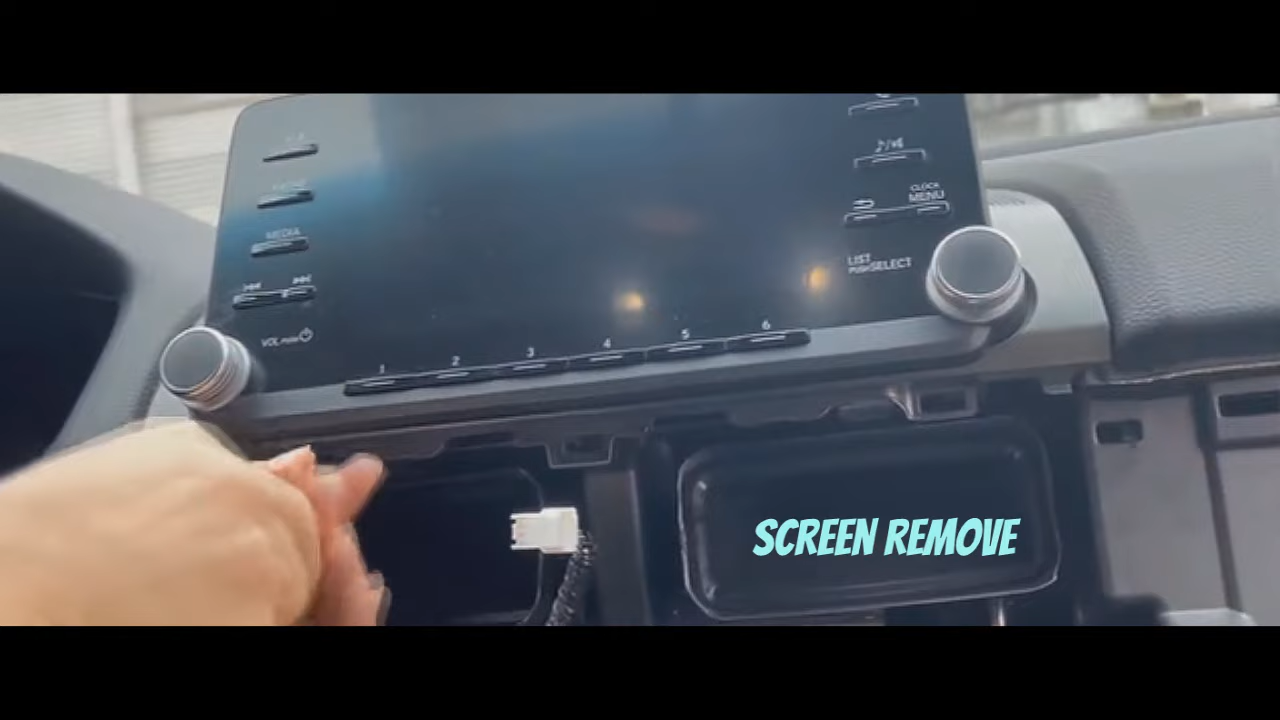 MEDIA
VOL PUSH
1 2 3 4 5 6
CLOCK
MENU
LIST
PUSH SELECT
SCREEN REMOVE